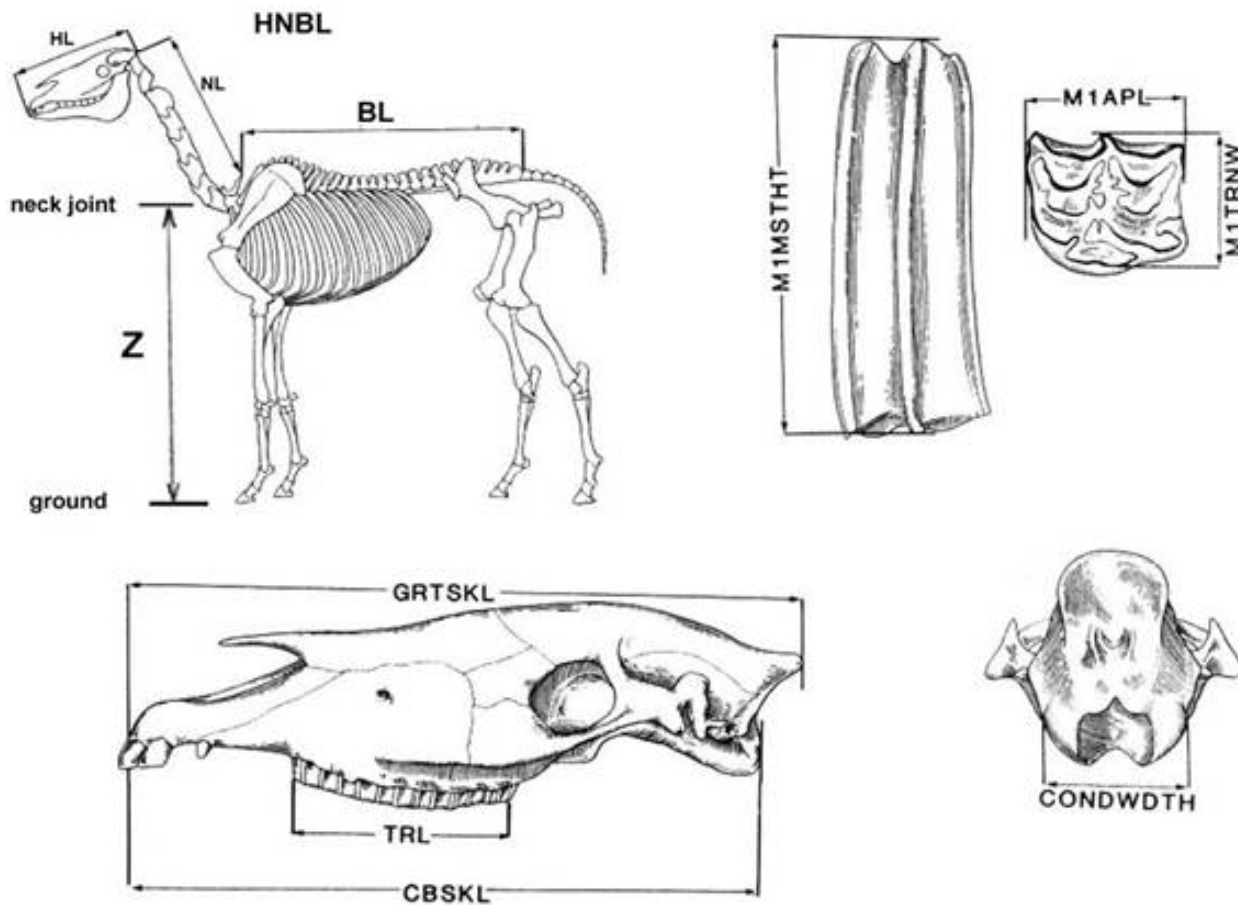 HNBL
HL
NL
BL
neck joint
Z
ground
M1MSTHT
M1APL
M1TRNW
GRTSKL
TRL
CBSKL
CONDWDTH